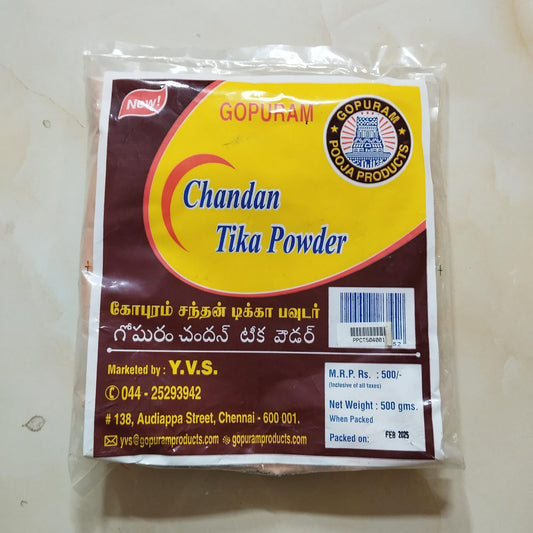 New!
GOPURAM
GOPURAM
POOJA PRODUCTS
Chandan
Tika Powder
கோபுரம் சந்தன் டிக்கா பவுடர்
గోపురం చందన్ టీక పౌడర్
PPCT504001
52
Marketed by : Y.V.S.
044 - 25293942
# 138, Audiappa Street, Chennai - 600 001.
yvs@gopuramproducts.com gopuramproducts.com
M.R.P. Rs. : 500/-
(Inclusive of all taxes)
Net Weight : 500 gms.
When Packed
Packed on: FEB 2025